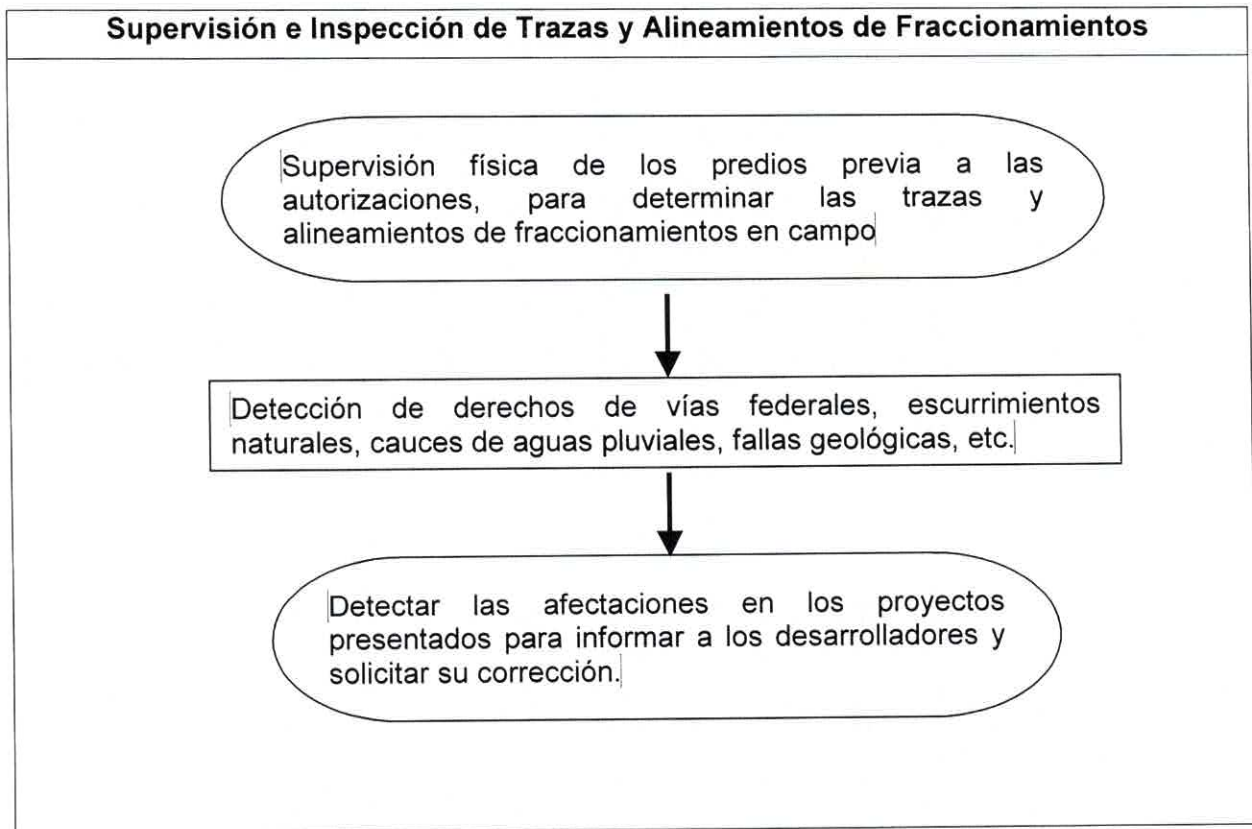 Supervisión e Inspección de Trazas y Alineamientos de Fraccionamientos
Supervisión física de los predios previa a las
autorizaciones, para determinar las trazas y
alineamientos de fraccionamientos en campo
Detección de derechos de vías federales, escurrimientos
naturales, cauces de aguas pluviales, fallas geológicas, etc.
Detectar las afectaciones en los proyectos
presentados para informar a los desarrolladores y
solicitar su corrección.